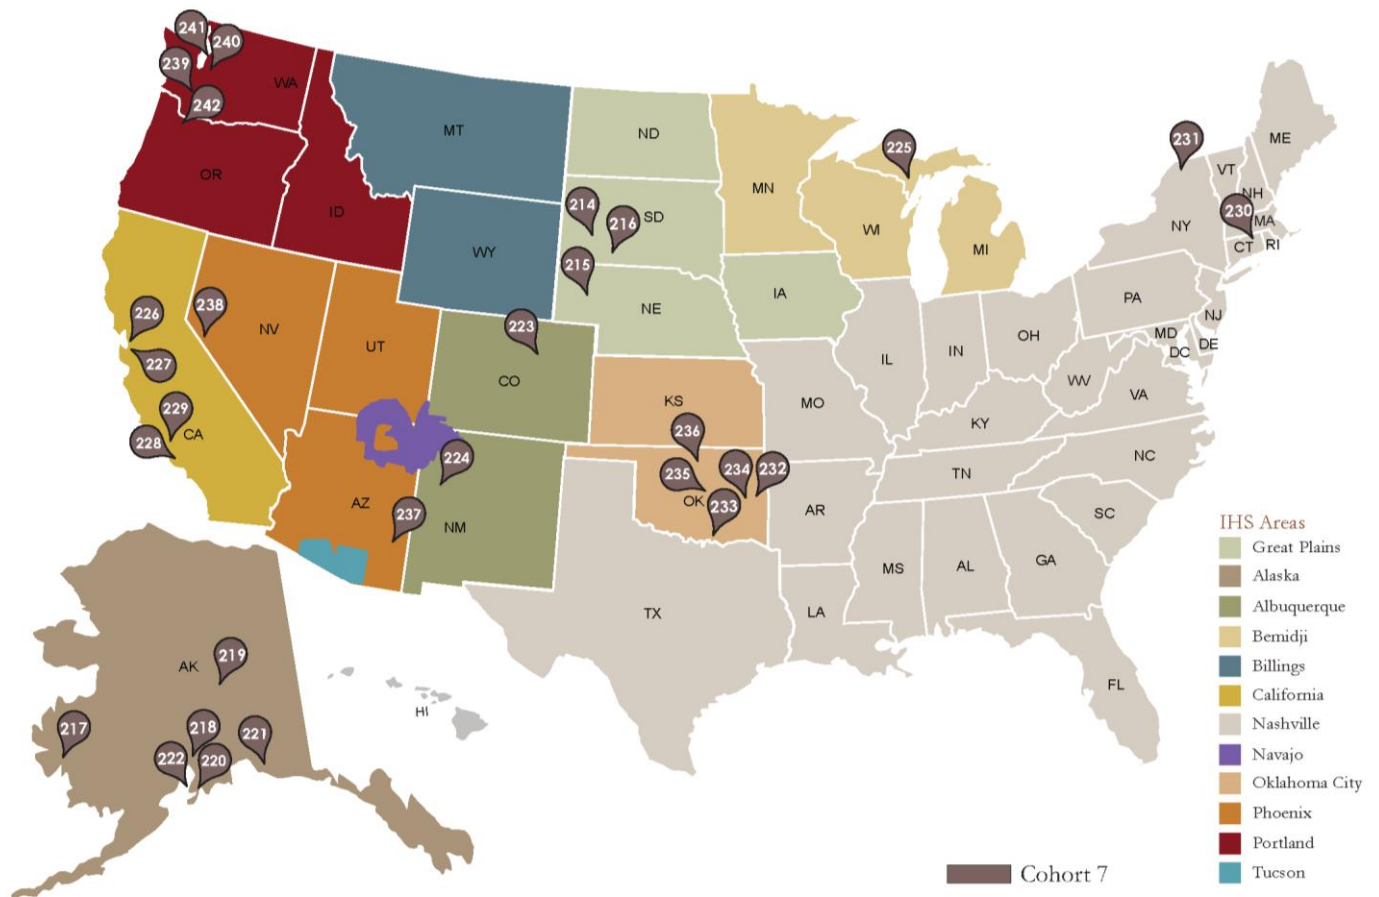 241
240
239
WA
242
MT
ND
OR
ID
MN
225
231
ME
VT
NH
214
216
SD
WI
230
MA
NY
CT
RI
WY
215
MI
226
238
NV
223
NE
IA
PA
NJ
UT
227
CO
IL
IN
OH
MD
DE
DC
229
228
CA
KS
MO
WV
VA
KY
236
224
235
234
232
OK
233
TN
NC
AZ
237
NM
AR
SC
MS
AL
GA
TX
LA
FL
AK
219
HI
217
218
221
222
220
IHS Areas
Great Plains
Alaska
Albuquerque
Bemidji
Billings
California
Nashville
Navajo
Oklahoma City
Phoenix
Portland
Tucson
Cohort 7